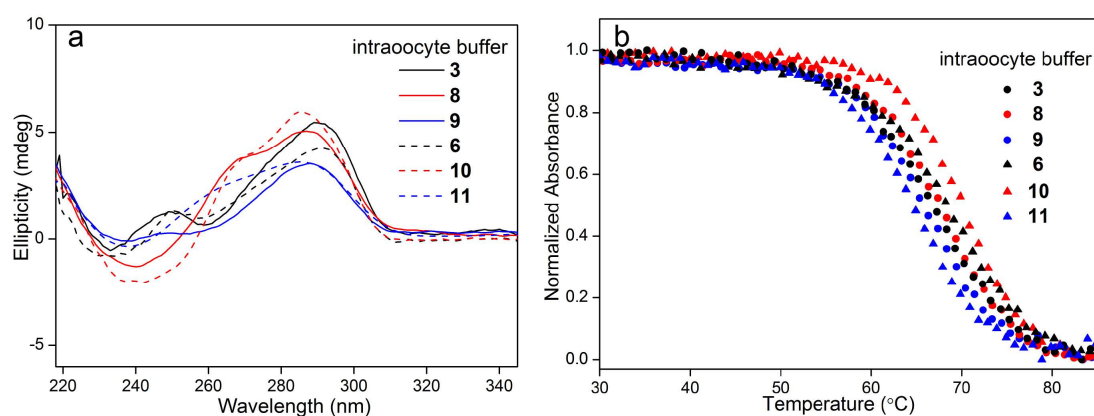 a
intraoocyte buffer
3
8
9
6
10
11
10
5
0
-5
Ellipticity (mdeg)
220 240 260 280 300 320 340
Wavelength (nm)
b
intraoocyte buffer
3
8
9
6
10
11
1.0
0.8
0.6
0.4
0.2
0.0
Normalized Absorbance
30 40 50 60 70 80
Temperature (°C)